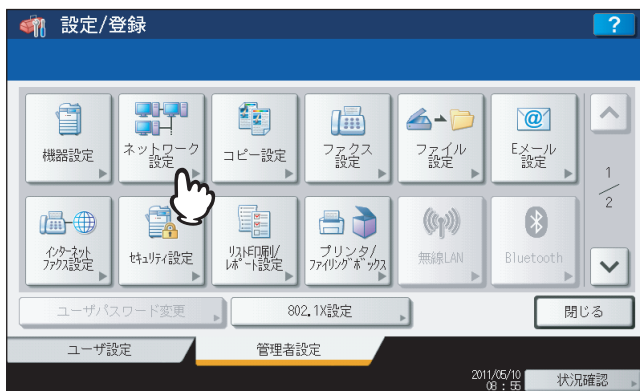 設定/登録
?
機器設定
ネットワーク
設定
コピー設定
ファクス
設定
ファイル
設定
Eメール
設定
1
/
2
インターネット
ファクス設定
セキュリティ設定
リスト印刷/
レポート設定
プリンタ/
ファイリングボックス
無線LAN
Bluetooth
ユーザパスワード変更
802.1X設定
閉じる
ユーザ設定
管理者設定
2011/05/10
08:55
状況確認